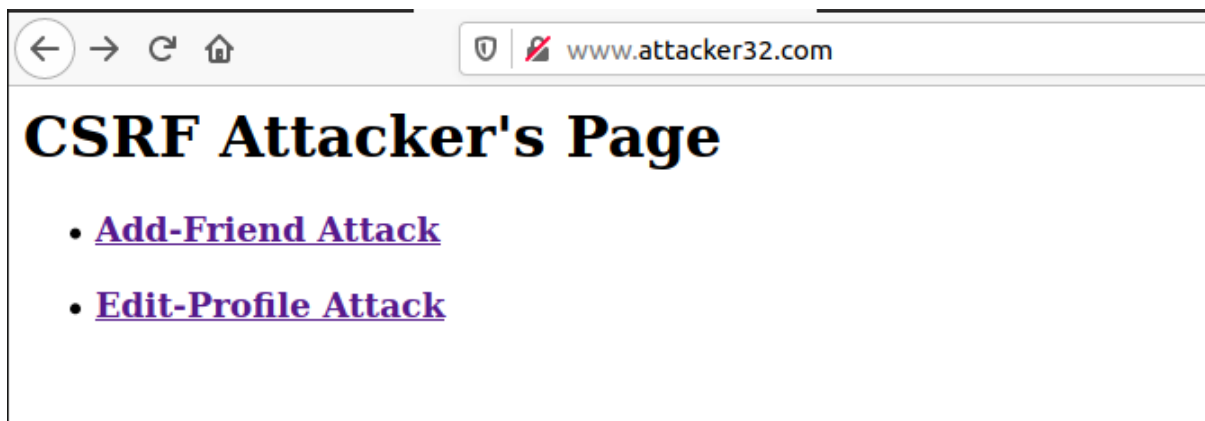 www.attacker32.com
CSRF Attacker's Page
Add-Friend Attack
Edit-Profile Attack